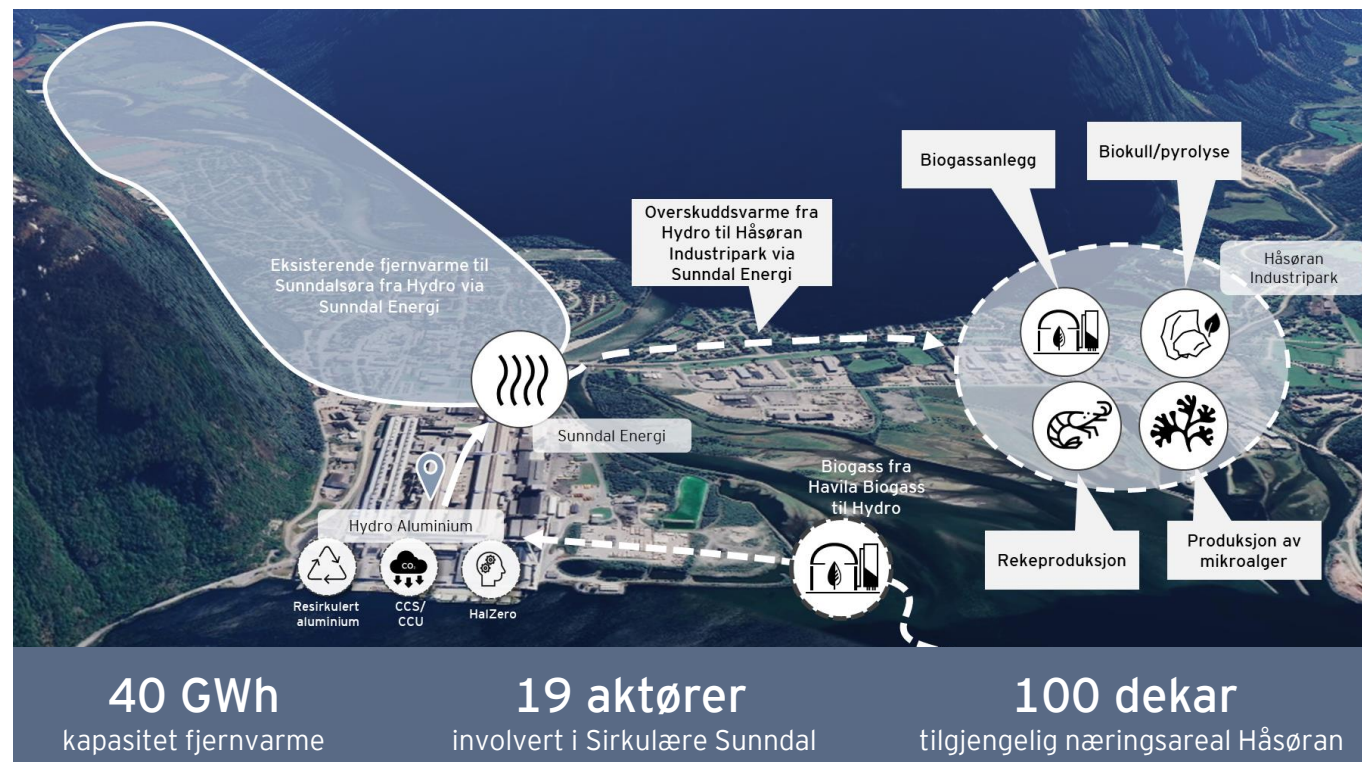 Biogassanlegg
Biokull/pyrolyse
Overskuddsvarme fra
Hydro til Håsøran
Industripark via
Sunndal Energi
Håsøran
Industripark
Eksisterende fjernvarme til
Sunndalsøra fra Hydro via
Sunndal Energi
Sunndal Energi
Biogass fra
Havila Biogass
til Hydro
Hydro Aluminium
CO₂
Resirkulert
aluminium
CCS/
CCU
HalZero
Rekeproduksjon
Produksjon av
mikroalger
40 GWh
kapasitet fjernvarme
19 aktører
involvert i Sirkulære Sunndal
100 dekar
tilgjengelig næringsareal Håsøran